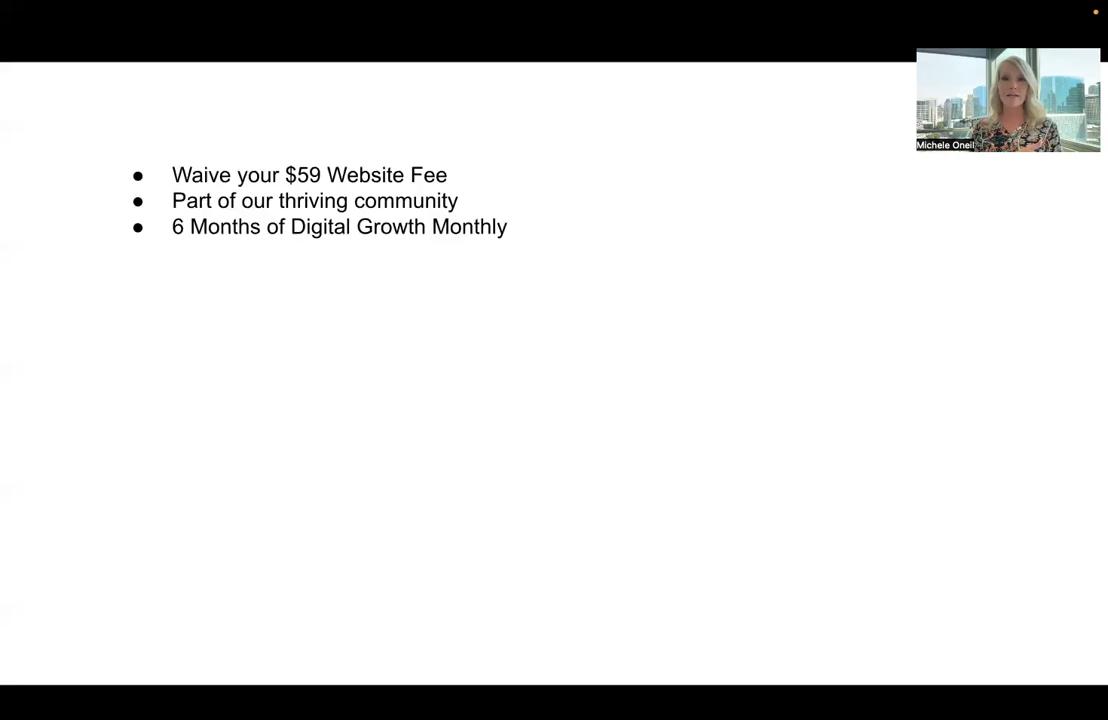 Michele Oneil
● Waive your $59 Website Fee
● Part of our thriving community
● 6 Months of Digital Growth Monthly